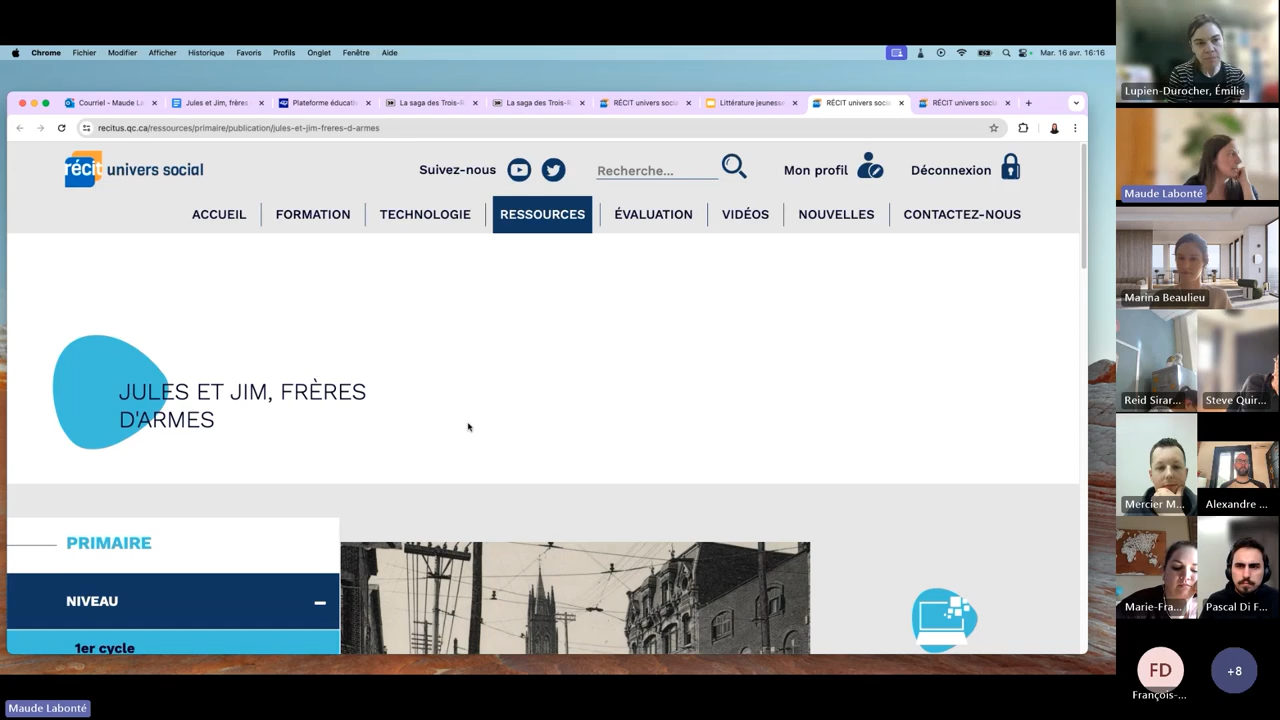 Chrome Fichier Modifier Afficher Historique Favoris Profils Onglet Fenêtre Aide
Mar. 16 avr. 16:16
Courriel - Maude La
Jules et Jim, frères
Plateforme éducati
La saga des Trois-R
La saga des Trois-R
RÉCIT univers socia
Littérature jeuness
RÉCIT univers socia
RÉCIT univers socia
recitus.qc.ca/ressources/primaire/publication/jules-et-jim-freres-d-armes
récit univers social
Suivez-nous
Recherche...
Mon profil
Déconnexion
ACCUEIL
FORMATION
TECHNOLOGIE
RESSOURCES
ÉVALUATION
VIDÉOS
NOUVELLES
CONTACTEZ-NOUS
JULES ET JIM, FRÈRES
D'ARMES
PRIMAIRE
NIVEAU
1er cycle
Lupien-Durocher, Émilie
Maude Labonté
Marina Beaulieu
Reid Sirar...
Steve Quir...
Mercier M...
Alexandre ...
Marie-Fra...
Pascal Di F...
FD
François-...
+8
Maude Labonté